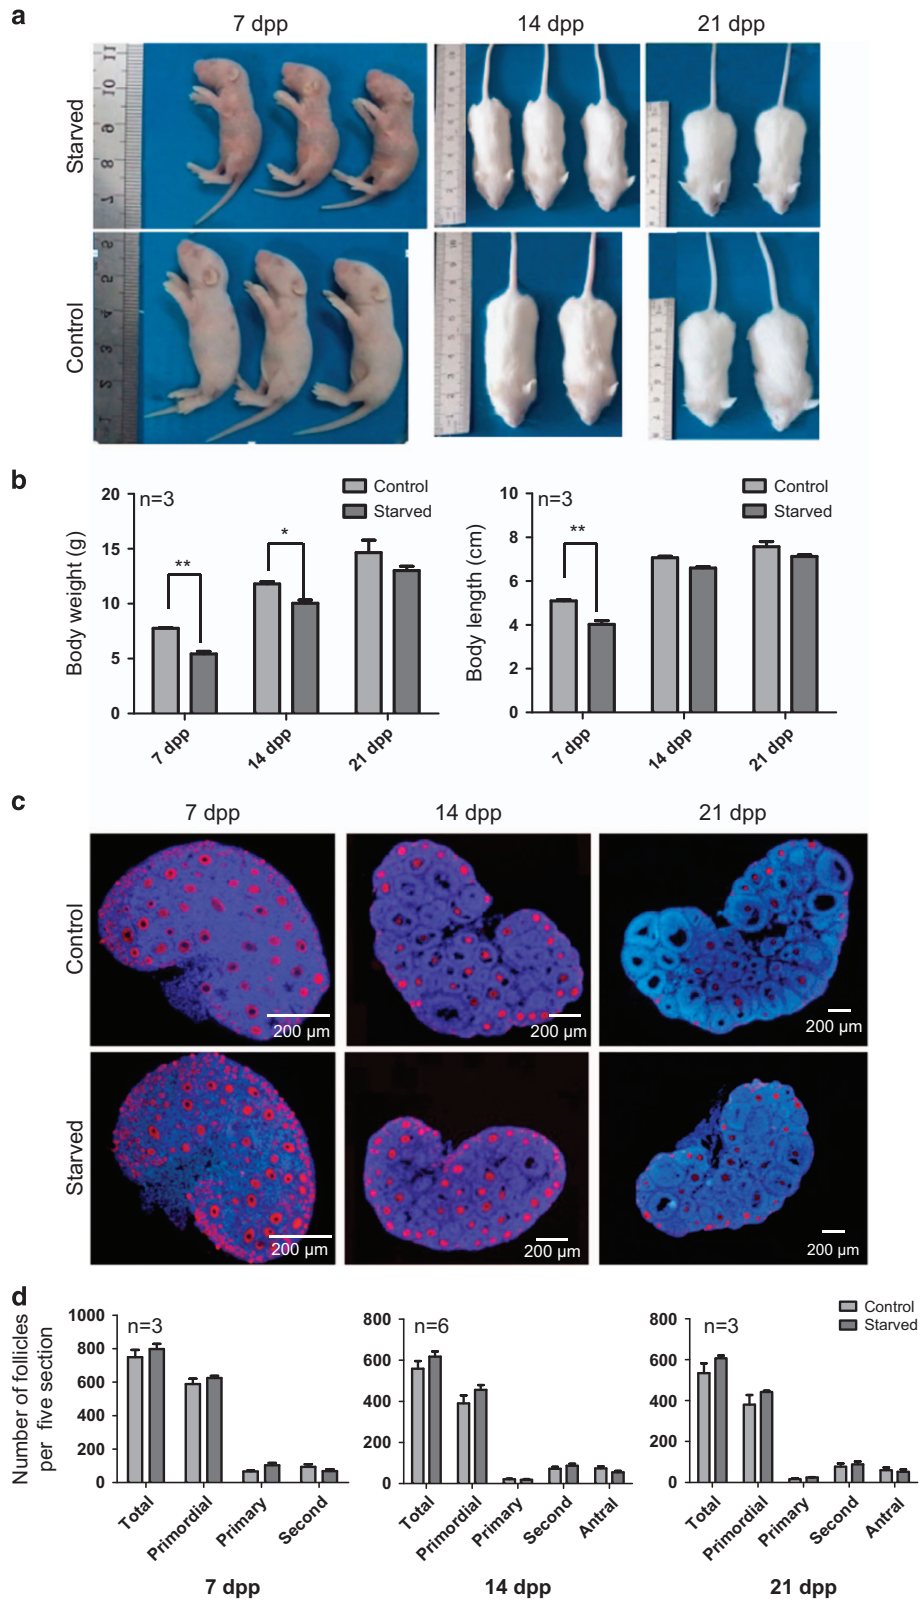 a
7 dpp 14 dpp 21 dpp
Starved
Control
b
n=3
Control
Starved
Body weight (g)
20
15
10
5
0
**
*
7 dpp 14 dpp 21 dpp
n=3
Control
Starved
Body length (cm)
10
8
6
4
2
0
**
7 dpp 14 dpp 21 dpp
c
7 dpp 14 dpp 21 dpp
Control
200 µm 200 µm 200 µm
Starved
200 µm 200 µm 200 µm
d
Control
Starved
Number of follicles
per five section
n=3
1000
800
600
400
200
0
Total Primordial Primary Second
7 dpp
n=6
800
600
400
200
0
Total Primordial Primary Second Antral
14 dpp
n=3
800
600
400
200
0
Total Primordial Primary Second Antral
21 dpp